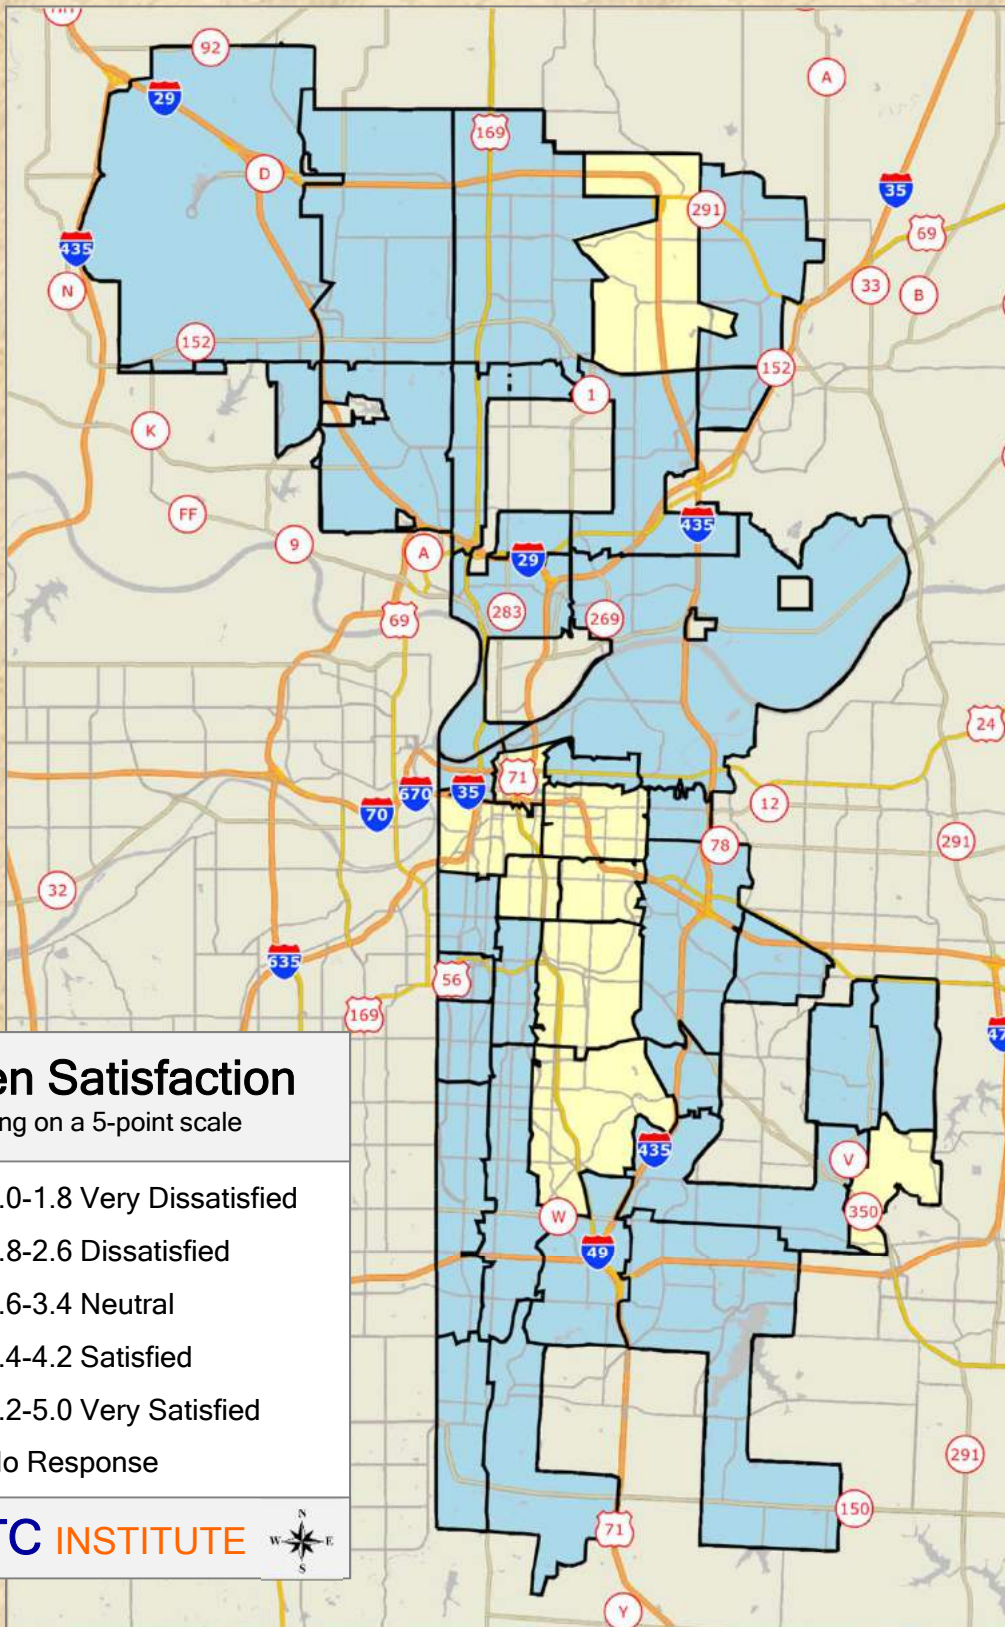 92
A
29
169
D
35
291
69
435
N
33
B
152
152
1
K
FF
9
435
A
29
283
269
69
24
71
670
35
70
12
78
291
32
635
56
169
47
en Satisfaction
ng on a 5-point scale
.0-1.8 Very Dissatisfied
.8-2.6 Dissatisfied
.6-3.4 Neutral
.4-4.2 Satisfied
.2-5.0 Very Satisfied
No Response
TC INSTITUTE
N
W E
S
435
V
350
W
49
291
150
71
Y